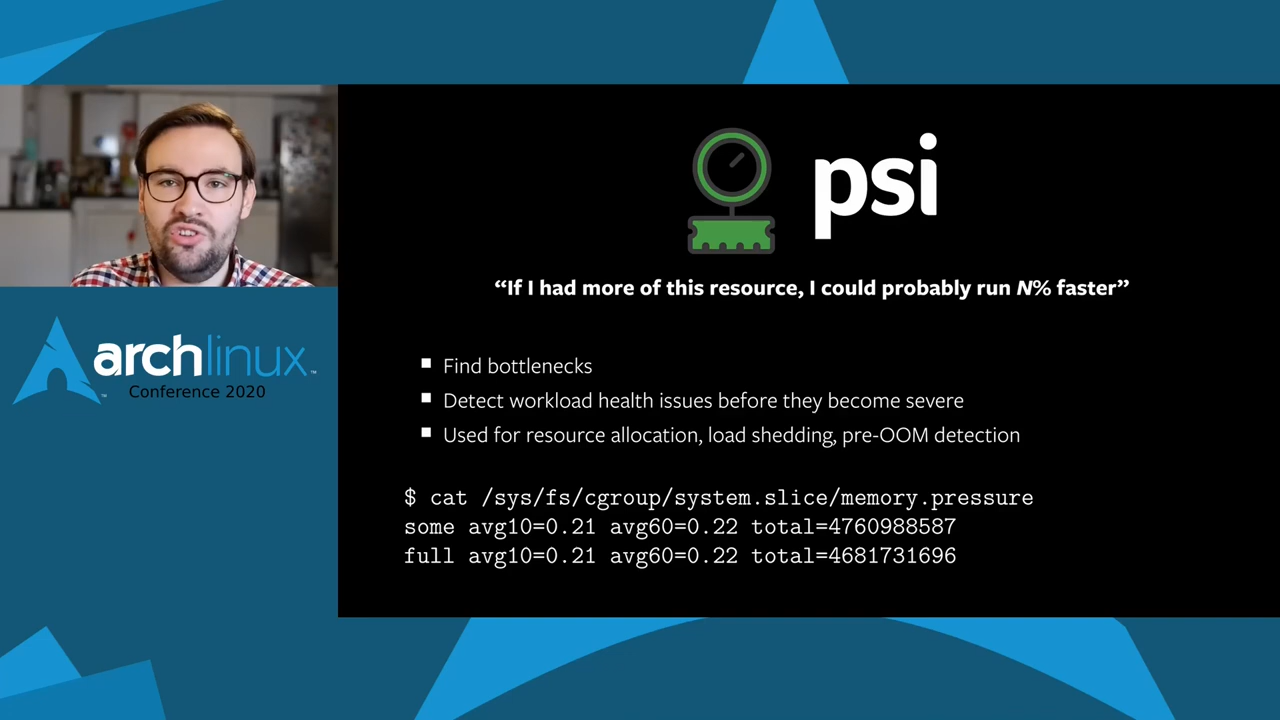 psi
“If I had more of this resource, I could probably run N% faster”
Find bottlenecks
Detect workload health issues before they become severe
Used for resource allocation, load shedding, pre-OOM detection
$ cat /sys/fs/cgroup/system.slice/memory.pressure
some avg10=0.21 avg60=0.22 total=4760988587
full avg10=0.21 avg60=0.22 total=4681731696
archlinux™
Conference 2020